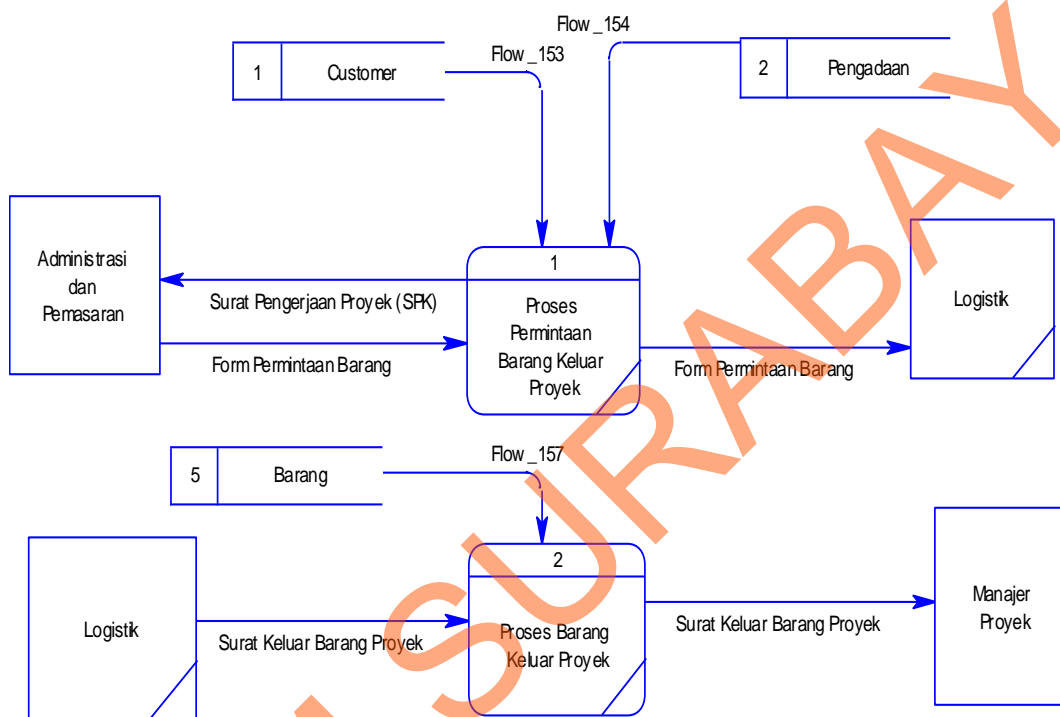 Flow_154
Flow_153
1
Customer
2
Pengadaan
Administrasi
dan
Pemasaran
Surat Pengerjaan Proyek (SPK)
Form Permintaan Barang
1
Proses
Permintaan
Barang Keluar
Proyek
Form Permintaan Barang
Logistik
Flow_157
5
Barang
Logistik
Surat Keluar Barang Proyek
2
Proses Barang
Keluar Proyek
Surat Keluar Barang Proyek
Manajer
Proyek
SURABAY